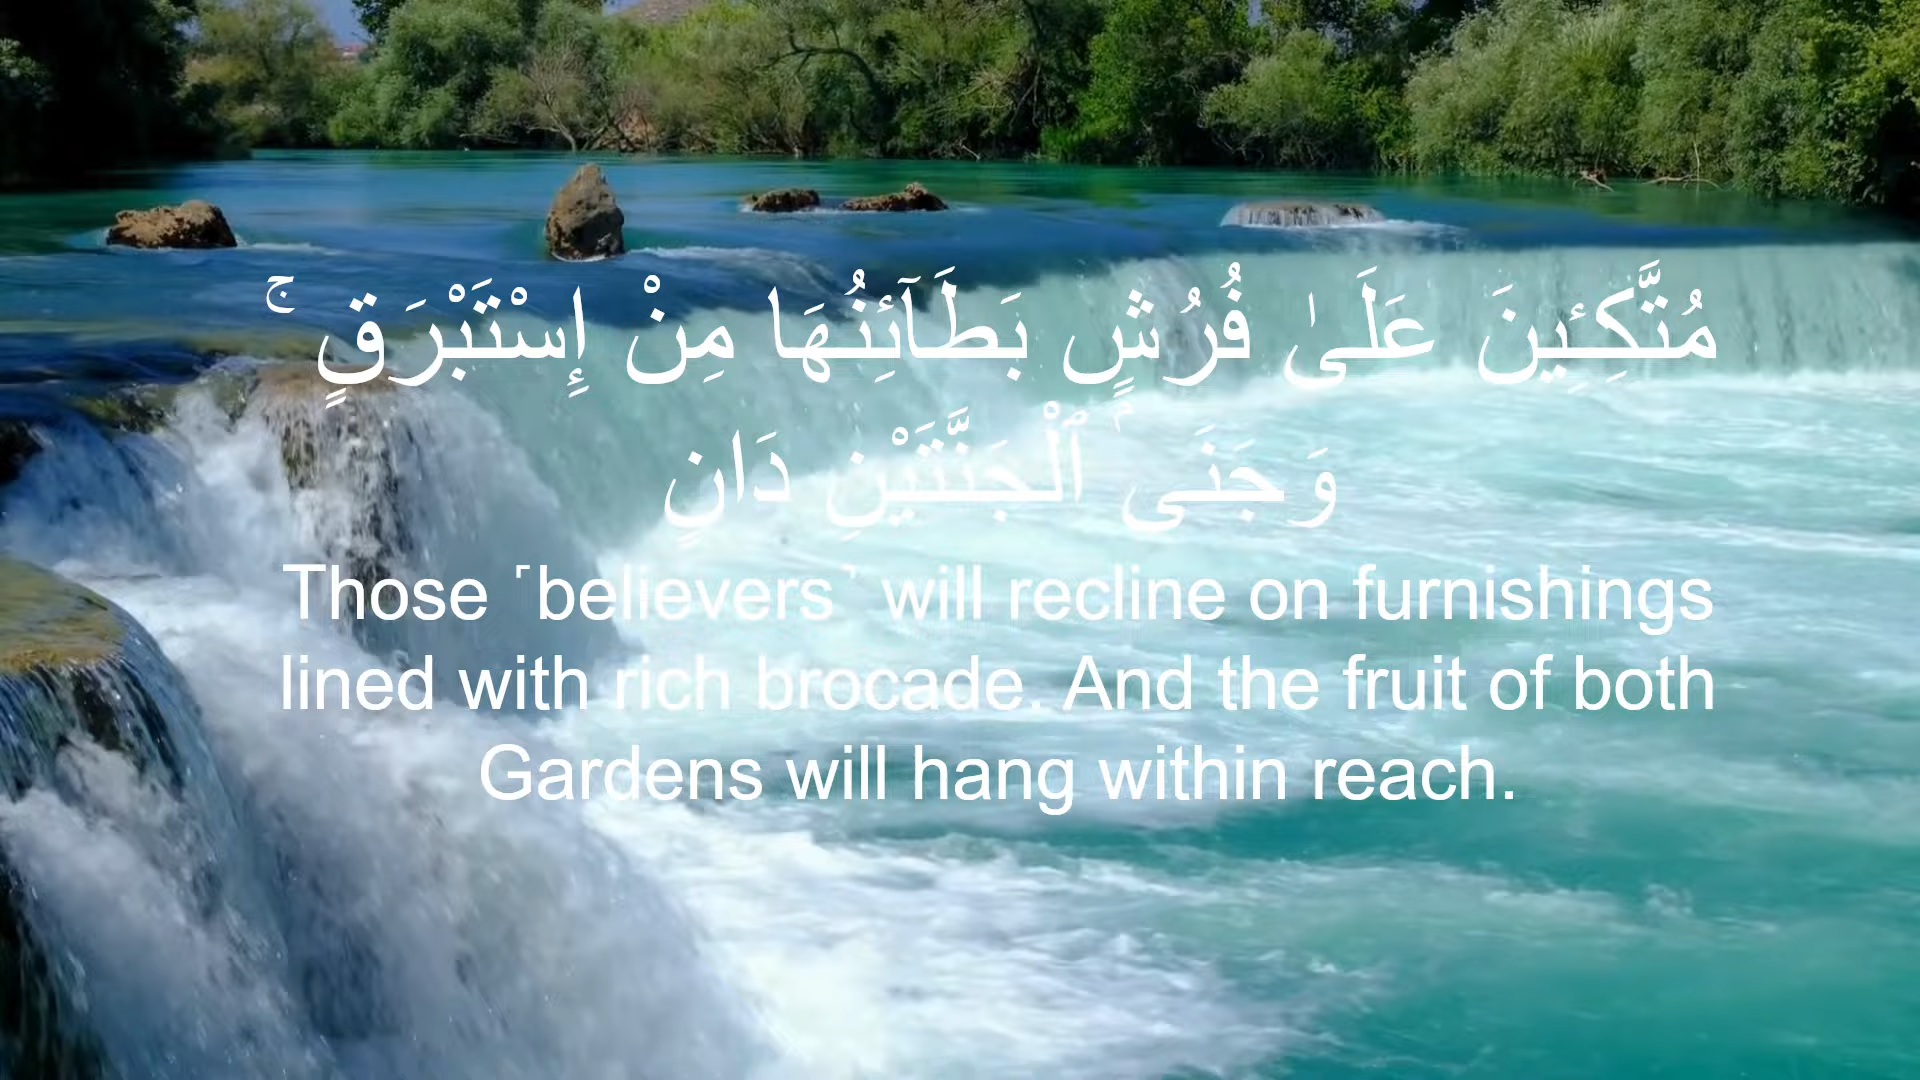 مُتَّكِـِٔينَ عَلَىٰ فُرُشٍۭ بَطَآئِنُهَا مِنْ إِسْتَبْرَقٍۢ ۚ
وَجَنَى ٱلْجَنَّتَيْنِ دَانٍۢ
Those ˹believers˺ will recline on furnishings
lined with rich brocade. And the fruit of both
Gardens will hang within reach.